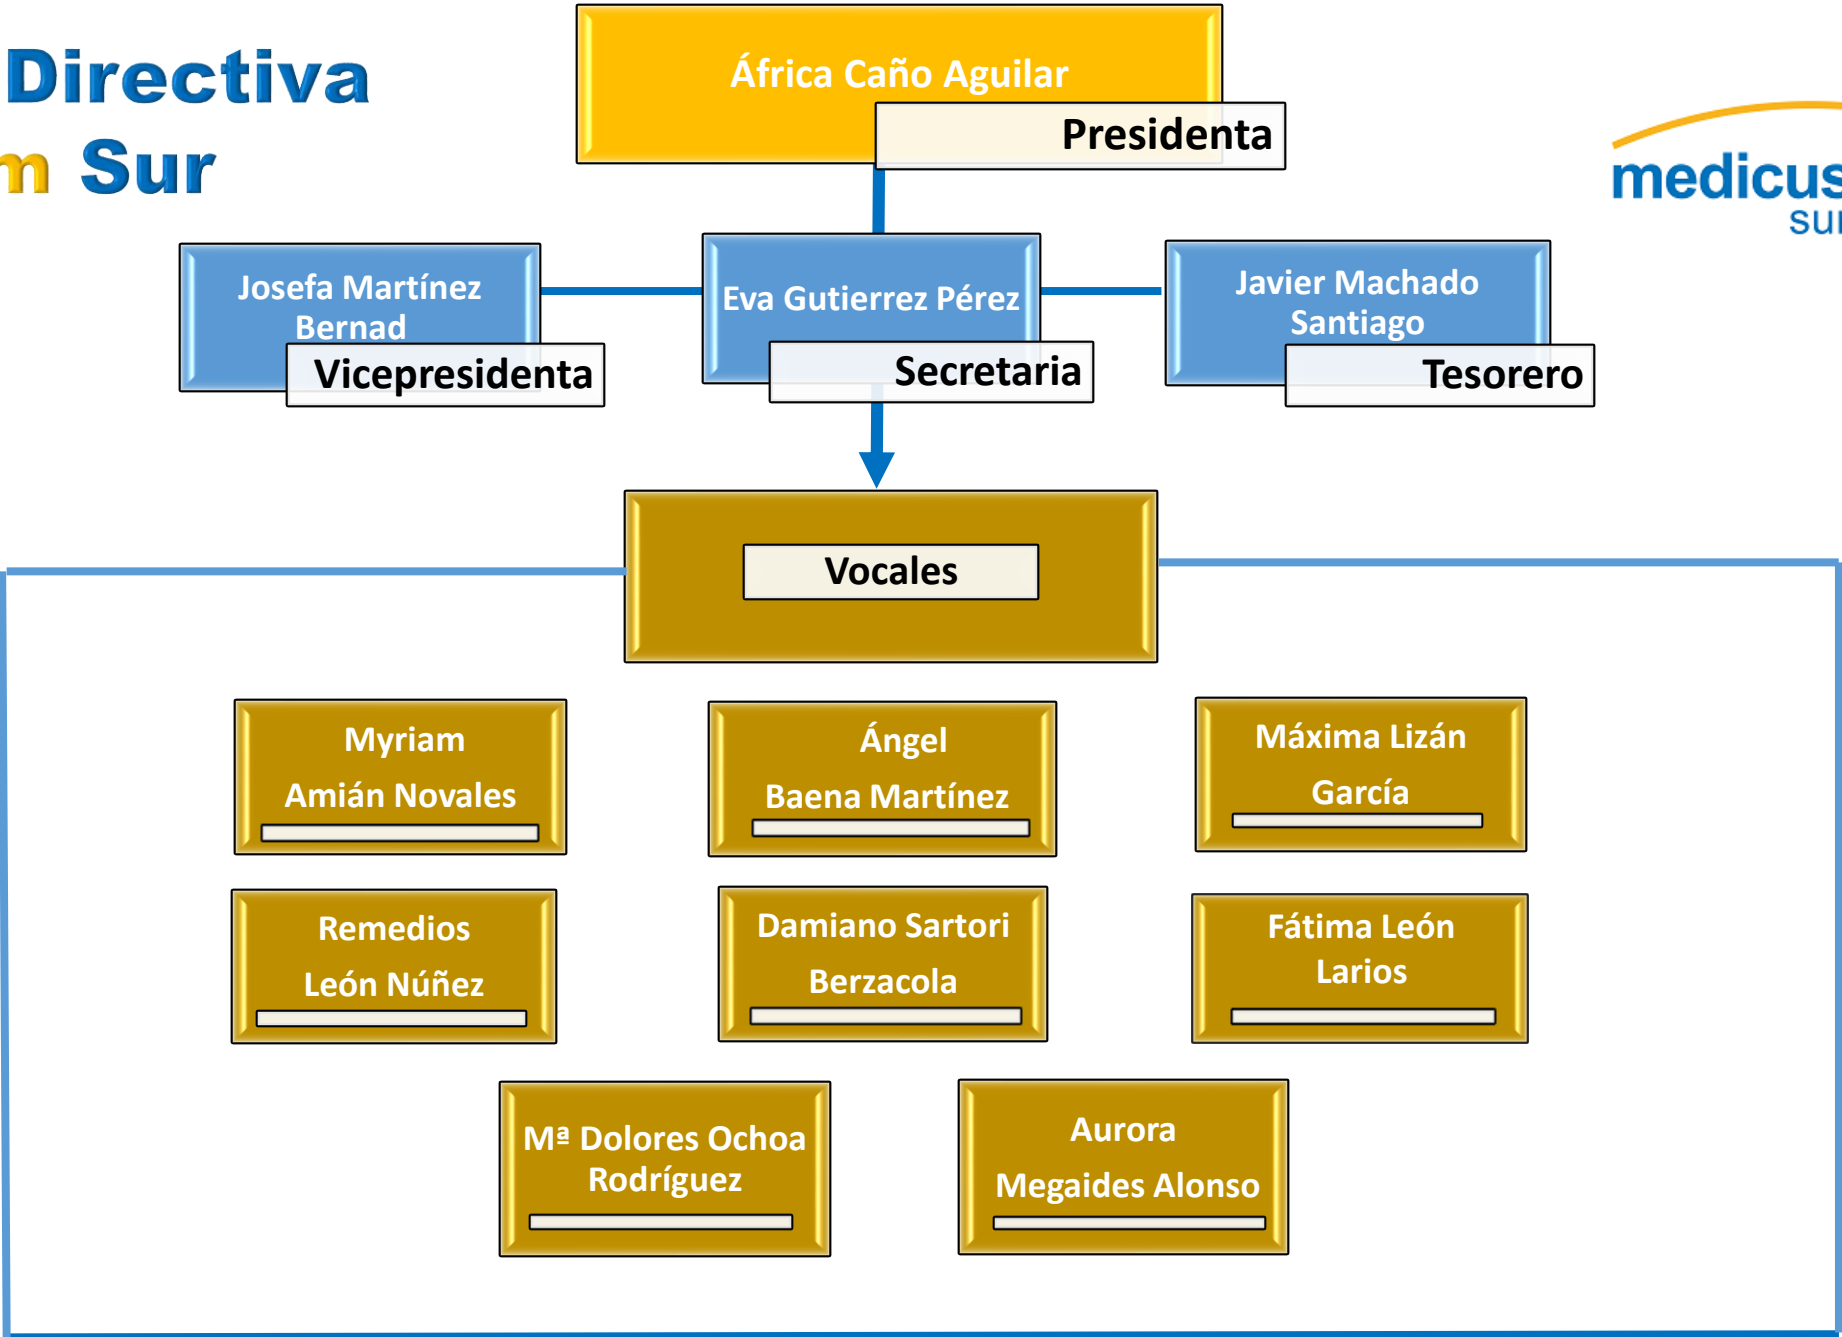 Directiva
m Sur
África Caño Aguilar
Presidenta
medicus
sur
Josefa Martínez
Bernad
Vicepresidenta
Eva Gutierrez Pérez
Secretaria
Javier Machado
Santiago
Tesorero
Vocales
Myriam
Amián Novales
Ángel
Baena Martínez
Máxima Lizán
García
Remedios
León Núñez
Damiano Sartori
Berzacola
Fátima León
Larios
Mª Dolores Ochoa
Rodríguez
Aurora
Megaides Alonso